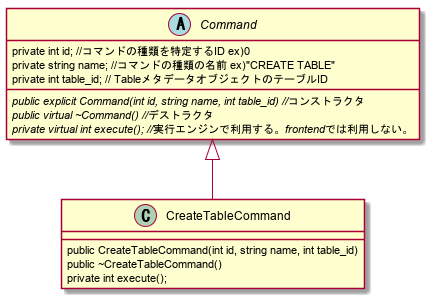 A Command
private int id; //コマンドの種類を特定するID ex)0
private string name; //コマンドの種類の名前 ex)"CREATE TABLE"
private int table_id; // TableメタデータオブジェクトのテーブルID
public explicit Command(int id, string name, int table_id) //コンストラクタ
public virtual ~Command() //デストラクタ
private virtual int execute(); //実行エンジンで利用する。frontendでは利用しない。
C CreateTableCommand
public CreateTableCommand(int id, string name, int table_id)
public ~CreateTableCommand()
private int execute();